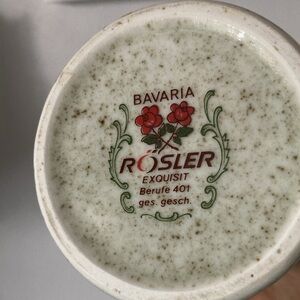 BAVARIA
RÖSLER
EXQUISIT
Berufe 401
ges. gesch.